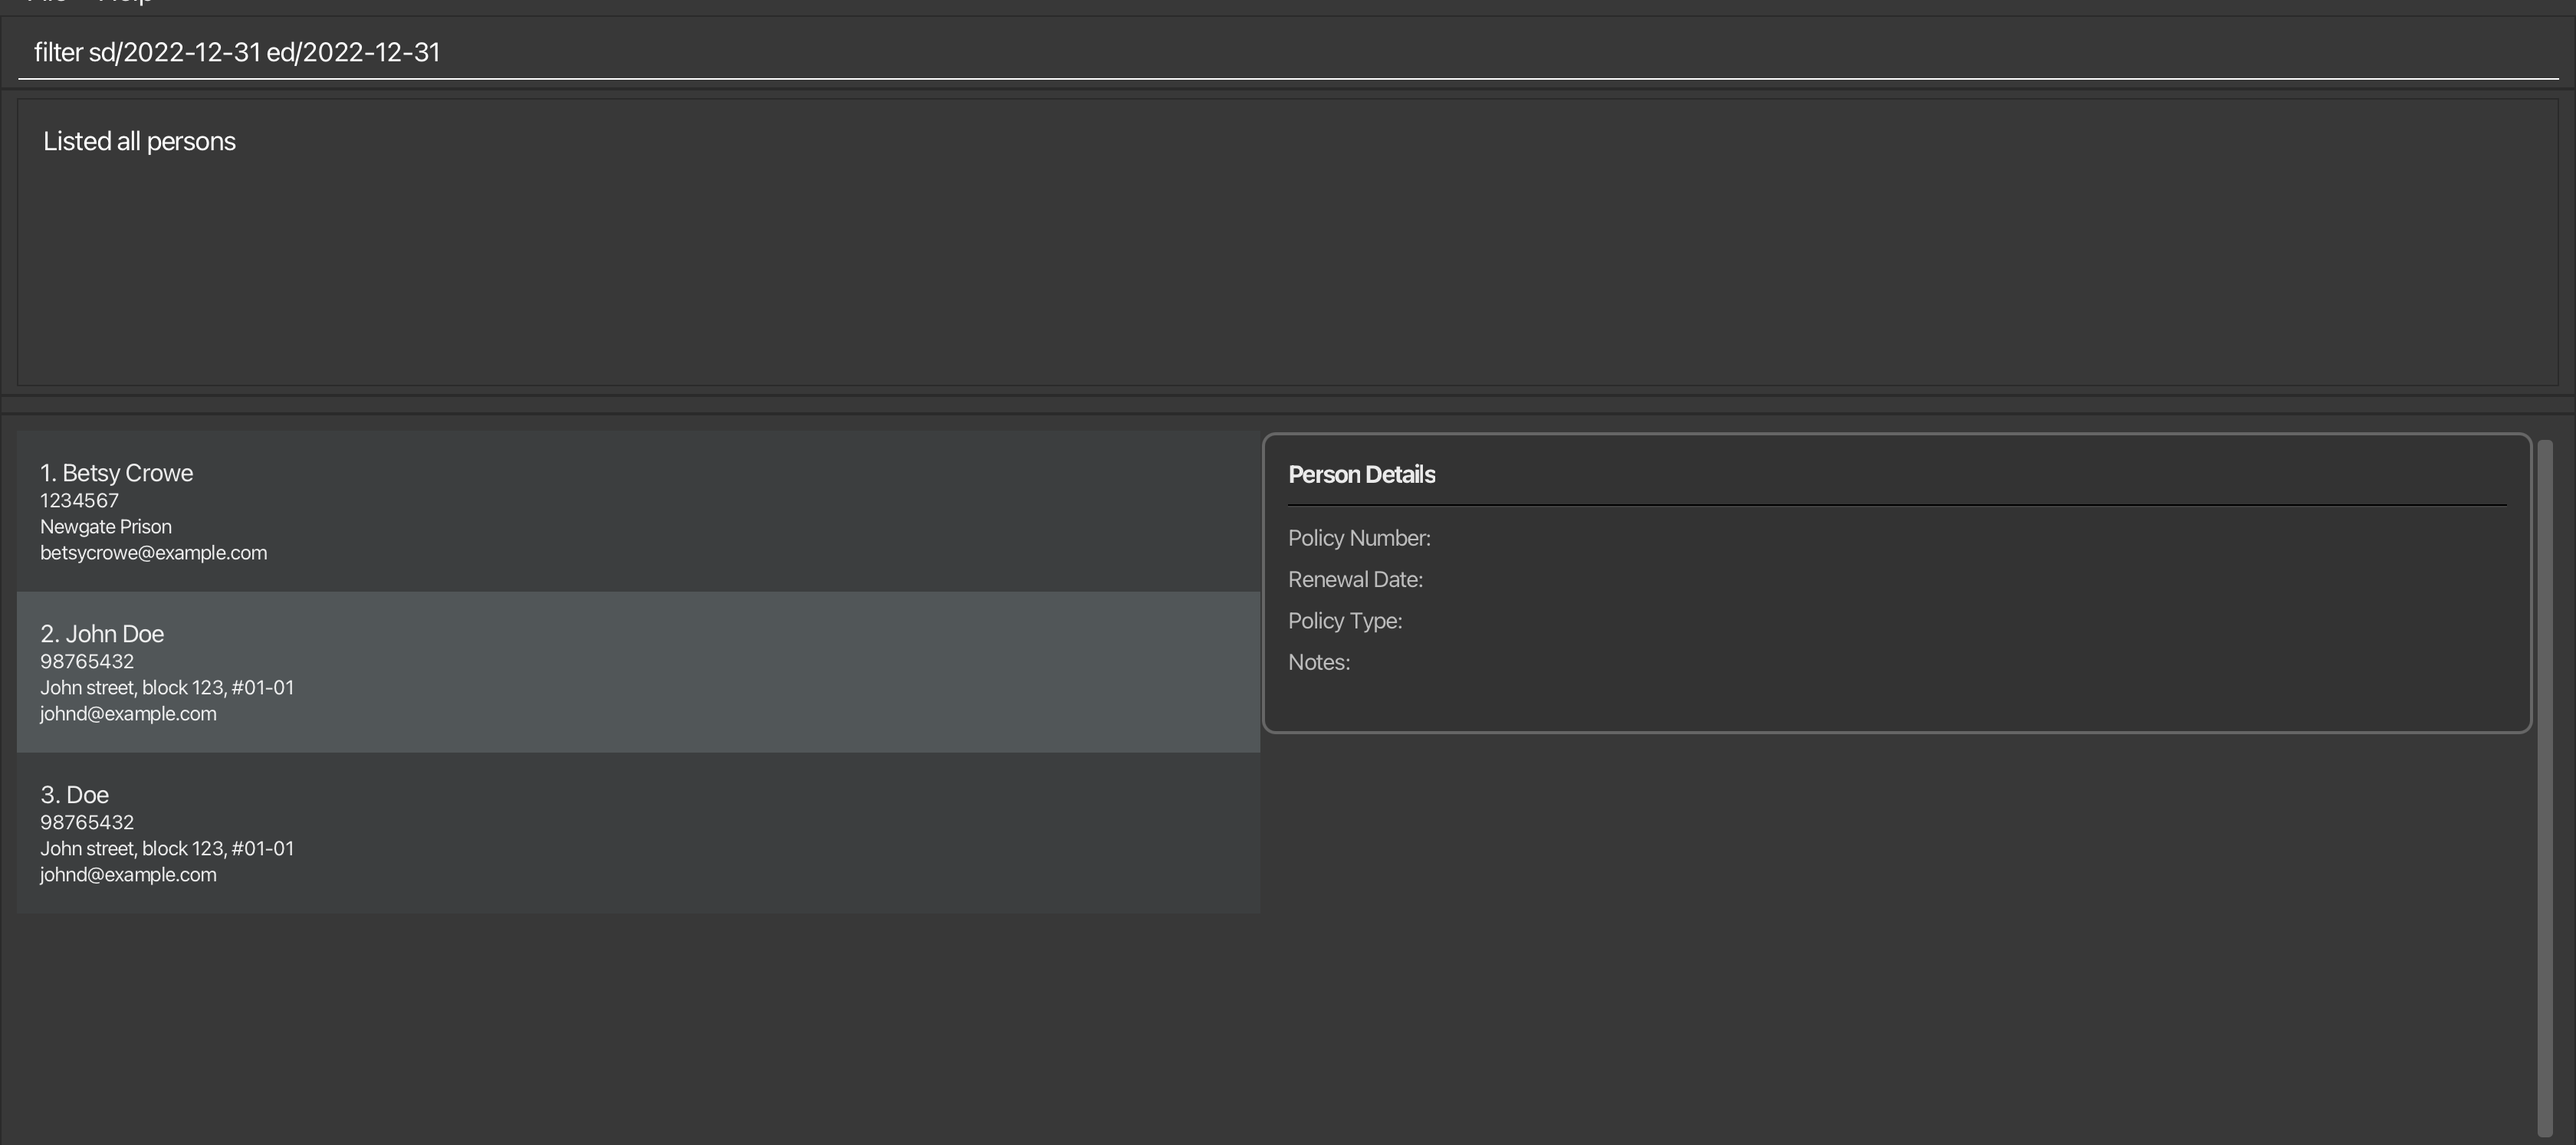 filter sd/2022-12-31 ed/2022-12-31
Listed all persons
1. Betsy Crowe
1234567
Newgate Prison
betsycrowe@example.com
2. John Doe
98765432
John street, block 123, #01-01
johnd@example.com
3. Doe
98765432
John street, block 123, #01-01
johnd@example.com
Person Details
Policy Number:
Renewal Date:
Policy Type:
Notes: